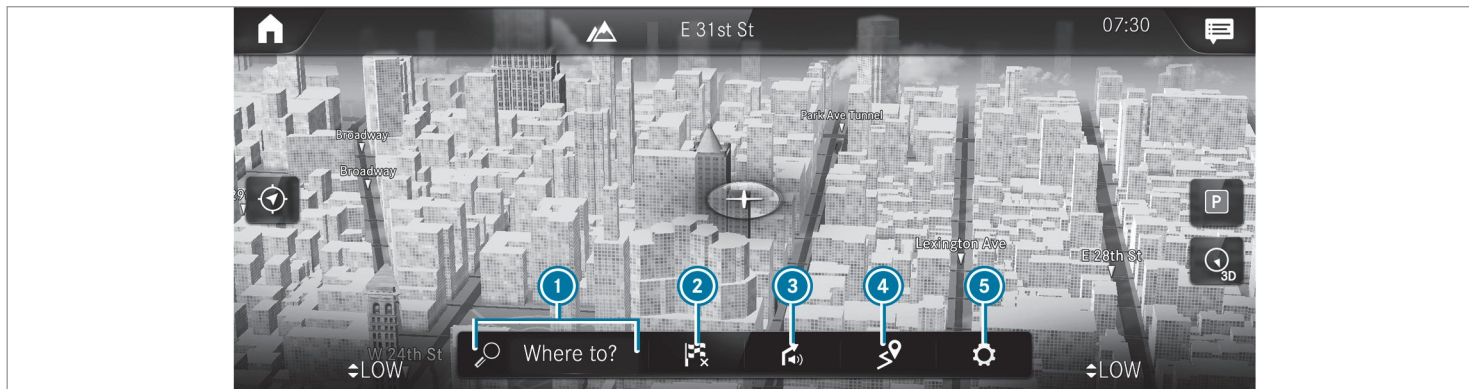 E 31st St
07:30
Park Ave Tunnel
Broadway
Broadway
29
P
Lexington Ave
E 28th St
3D
1
2
3
4
5
Where to?
W 24th St
LOW
LOW